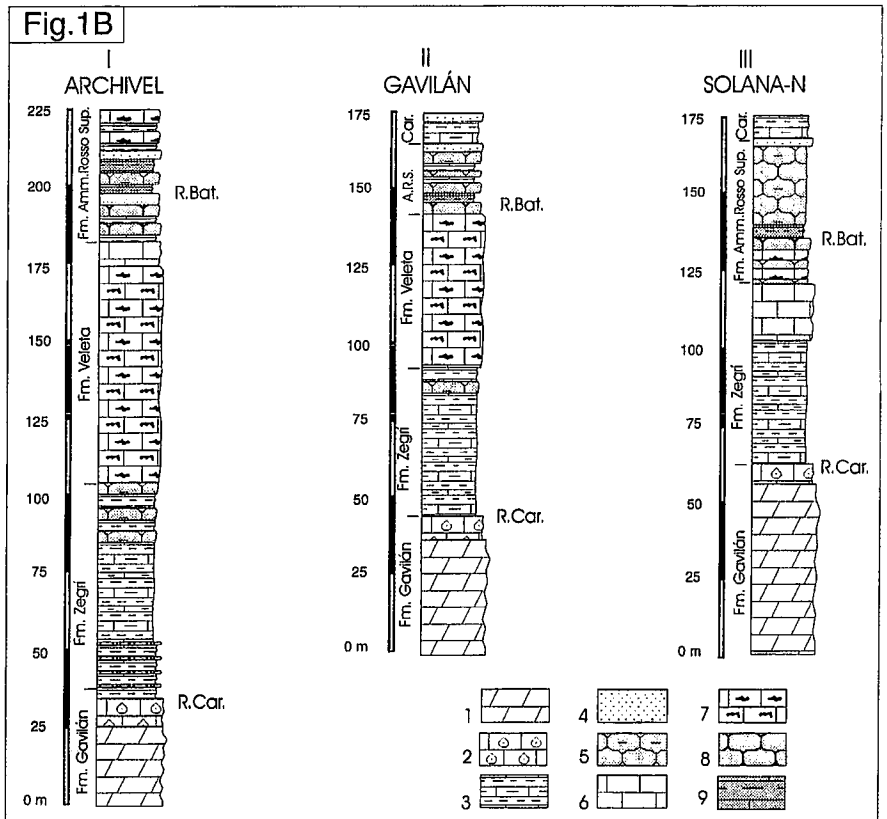 Fig.1B
I
ARCHIVEL
225
200
175
150
125
100
75
50
25
0 m
Fm. Amm.Rosso Sup.
Fm. Veleta
Fm. Zegrí
Fm. Gavilán
R.Bat.
R.Car.
II
GAVILÁN
175
150
125
100
75
50
25
0 m
Car.
A.R.S.
Fm. Veleta
Fm. Zegrí
Fm. Gavilán
R.Bat.
R.Car.
III
SOLANA-N
175
150
125
100
75
50
25
0 m
Car.
Fm. Amm.Rosso Sup.
Fm. Zegrí
Fm. Gavilán
R.Bat.
R.Car.
1
2
3
4
5
6
7
8
9